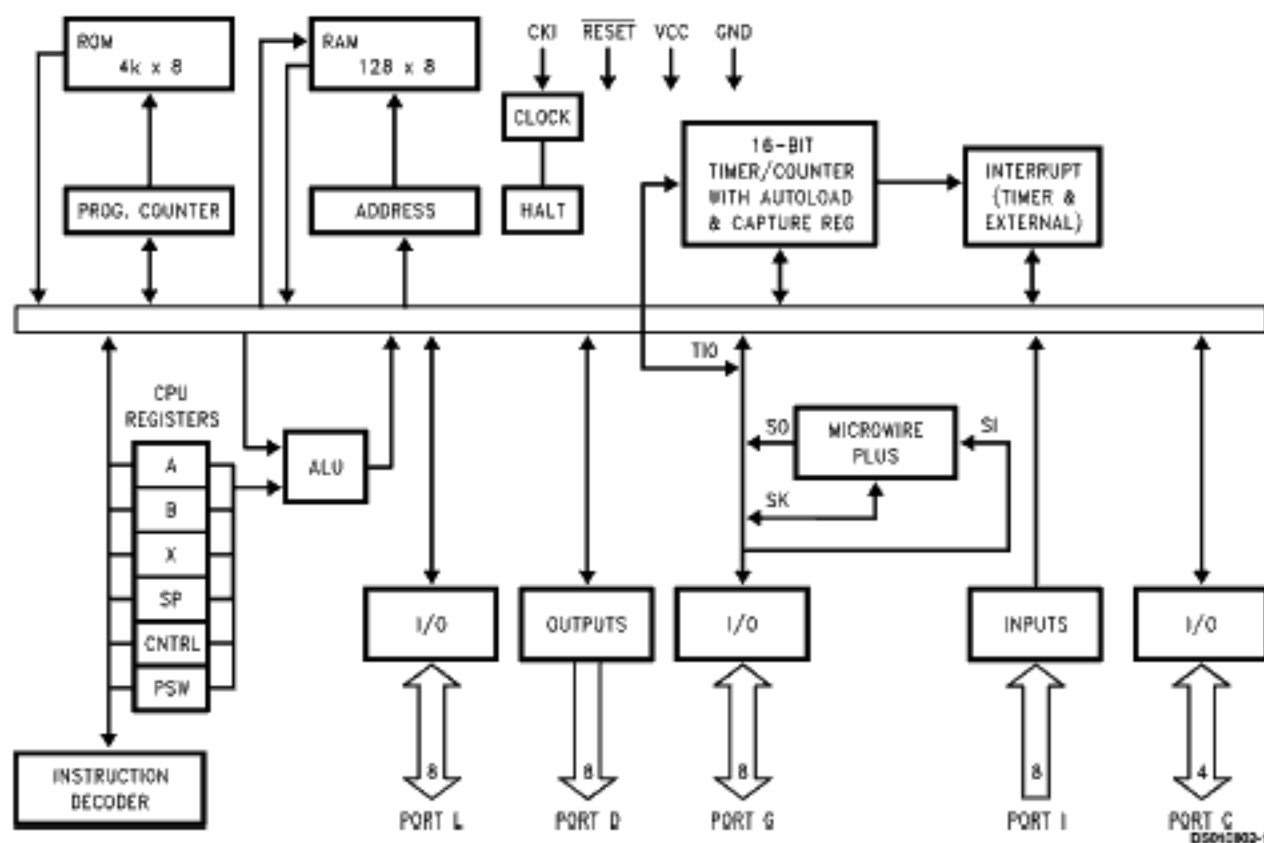 ROM
4k x 8
RAM
128 x 8
CKI
RESET
VCC
GND
CLOCK
HALT
16-BIT
TIMER/COUNTER
WITH AUTOLOAD
& CAPTURE REG
INTERRUPT
(TIMER &
EXTERNAL)
PROG. COUNTER
ADDRESS
TIO
CPU
REGISTERS
A
B
X
SP
CNTRL
PSW
ALU
SO
MICROWIRE
PLUS
SI
SK
I/O
OUTPUTS
I/O
INPUTS
I/O
INSTRUCTION
DECODER
8
8
8
8
4
PORT L
PORT D
PORT G
PORT I
PORT C